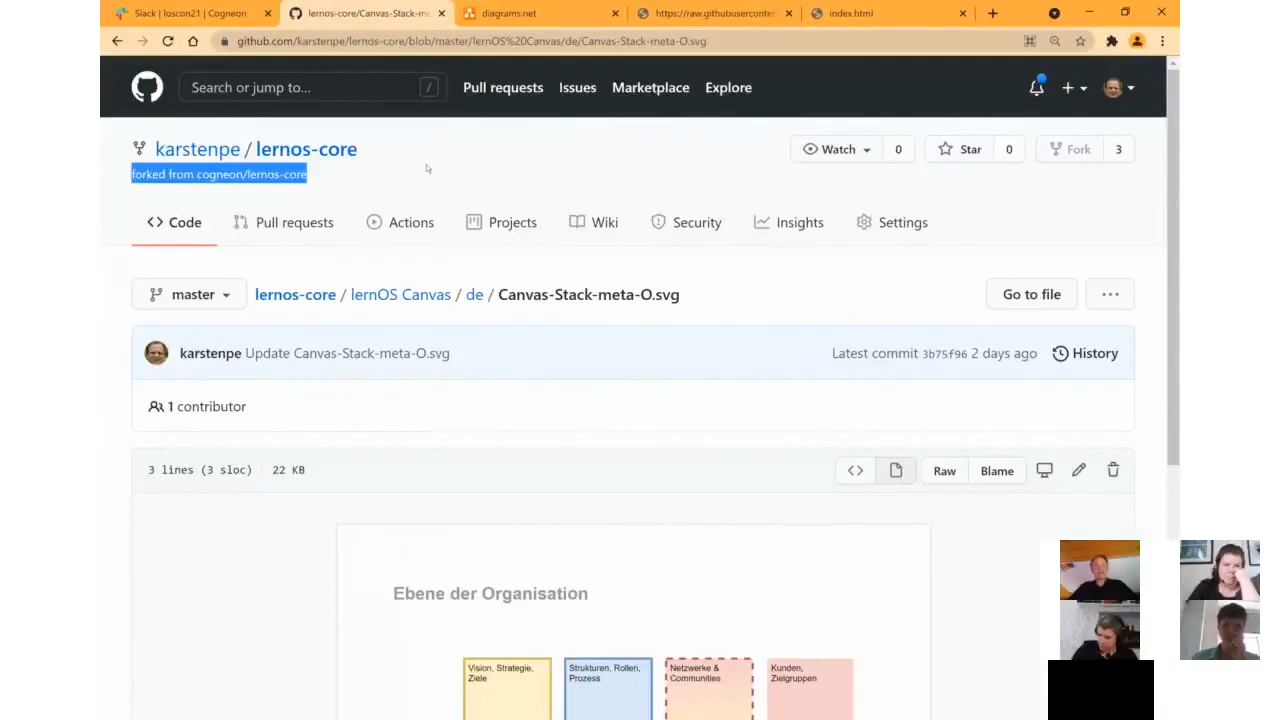 Slack | loscon21 | Cogneon
lernos-core/Canvas-Stack-me
diagrams.net
https://raw.githubusercontent
index.html
github.com/karstenpe/lernos-core/blob/master/lernOS%20Canvas/de/Canvas-Stack-meta-O.svg
Search or jump to...
/
Pull requests
Issues
Marketplace
Explore
karstenpe / lernos-core
Watch
0
Star
0
Fork
3
forked from cogneon/lernos-core
Code
Pull requests
Actions
Projects
Wiki
Security
Insights
Settings
master
lernos-core / lernOS Canvas / de / Canvas-Stack-meta-O.svg
Go to file
...
karstenpe Update Canvas-Stack-meta-O.svg
Latest commit 3b75f96 2 days ago
History
1 contributor
3 lines (3 sloc)
22 KB
<>
Raw
Blame
Ebene der Organisation
Vision, Strategie,
Ziele
Strukturen, Rollen,
Prozess
Netzwerke &
Communities
Kunden,
Zielgruppen